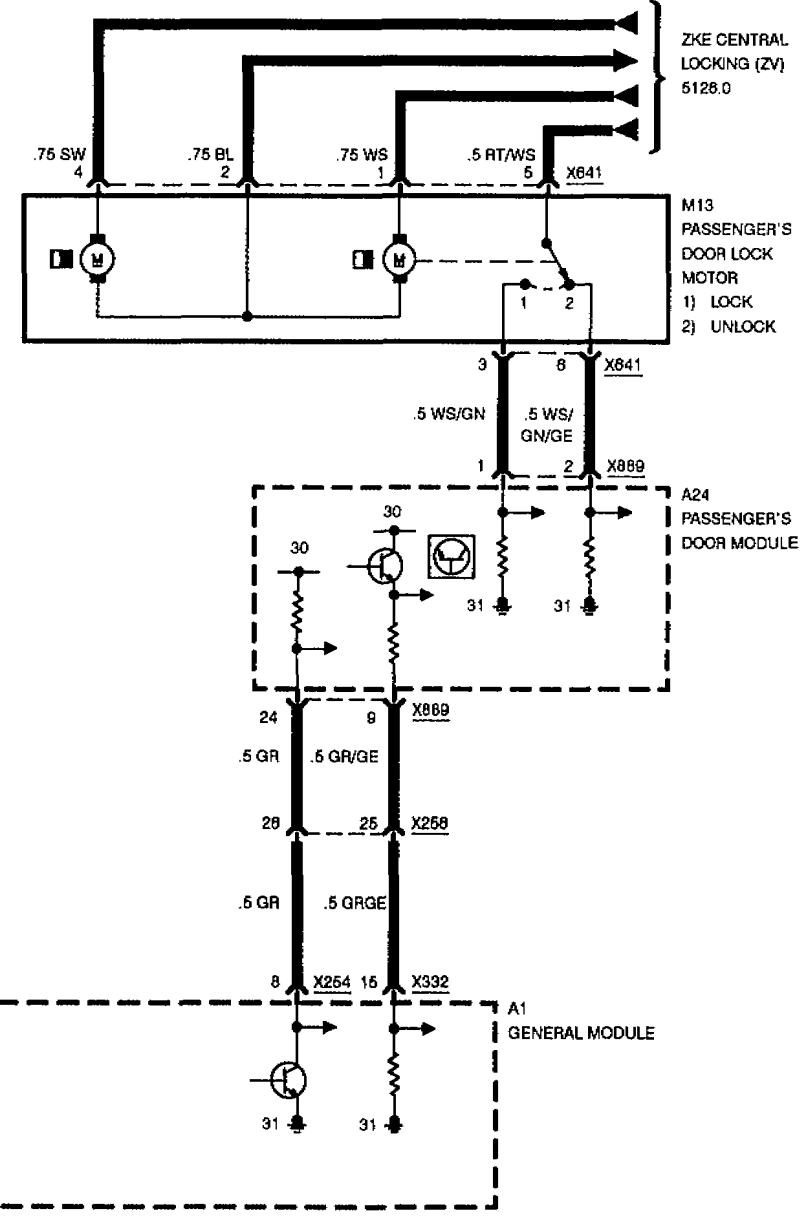 ZKE CENTRAL
LOCKING (ZV)
5126.0
.75 SW
4
.75 BL
2
.75 WS
1
.5 RT/WS
5
X641
M13
PASSENGER'S
DOOR LOCK
MOTOR
1) LOCK
2) UNLOCK
M
M
1
2
3
6
X641
.5 WS/GN
.5 WS/
GN/GE
1
2
X869
A24
PASSENGER'S
DOOR MODULE
30
30
31
31
24
9
X869
.5 GR
.5 GR/GE
26
25
X258
.5 GR
.5 GRGE
8
X254
15
X332
A1
GENERAL MODULE
31
31